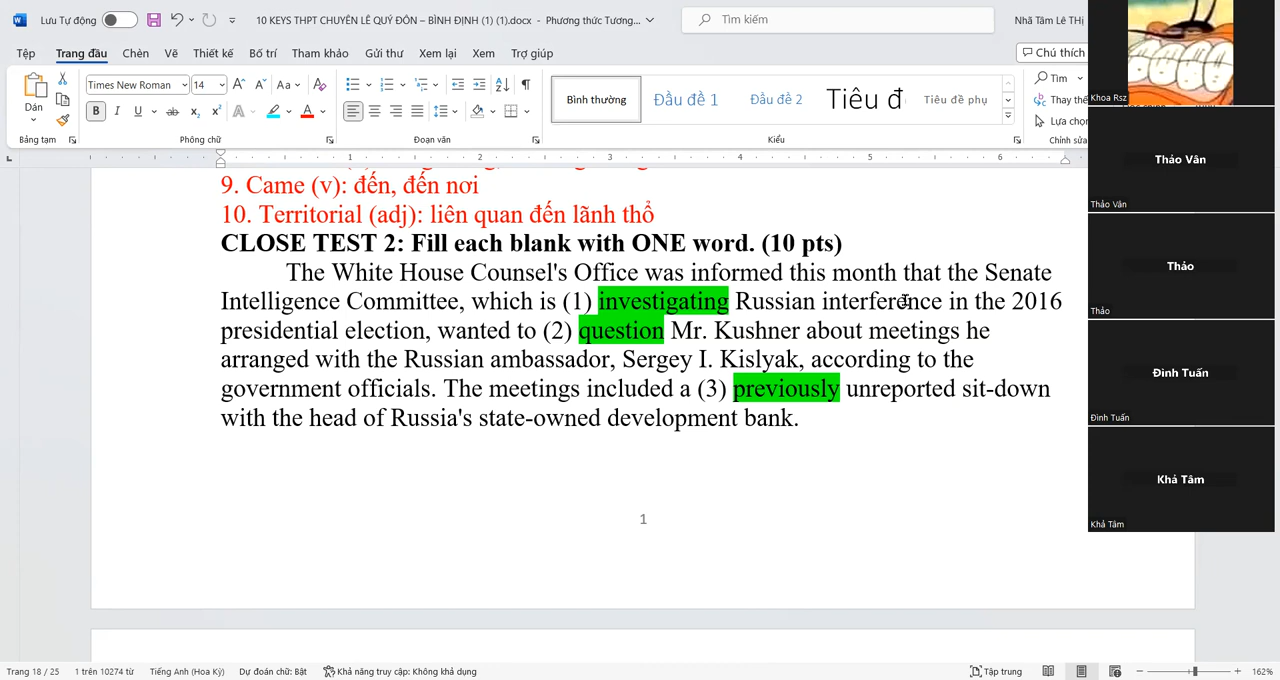 Lưu Tự động
10 KEYS THPT CHUYÊN LÊ QUÝ ĐÔN – BÌNH ĐỊNH (1) (1).docx - Phương thức Tương...
Tìm kiếm
Nhã Tâm Lê THị
Tệp Trang đầu Chèn Vẽ Thiết kế Bố trí Tham khảo Gửi thư Xem lại Xem Trợ giúp
Chú thích
Dán
Times New Roman 14
Bình thường Đầu đề 1 Đầu đề 2 Tiêu đ Tiêu đề phụ
Tìm
Thay thế
Lựa chọn
Bảng tạm Phông chữ Đoạn văn Kiểu Chỉnh sửa
1 2 3 4 5 6
9. Came (v): đến, đến nơi
10. Territorial (adj): liên quan đến lãnh thổ
CLOSE TEST 2: Fill each blank with ONE word. (10 pts)
The White House Counsel's Office was informed this month that the Senate
Intelligence Committee, which is (1) investigating Russian interference in the 2016
presidential election, wanted to (2) question Mr. Kushner about meetings he
arranged with the Russian ambassador, Sergey I. Kislyak, according to the
government officials. The meetings included a (3) previously unreported sit-down
with the head of Russia's state-owned development bank.
1
Khoa Rsz
Thảo Vân
Thảo Vân
Thảo
Thảo
Đình Tuấn
Đình Tuấn
Khả Tâm
Khả Tâm
Trang 18 / 25 1 trên 10274 từ Tiếng Anh (Hoa Kỳ) Dự đoán chữ: Bật Khả năng truy cập: Không khả dụng Tập trung 162%